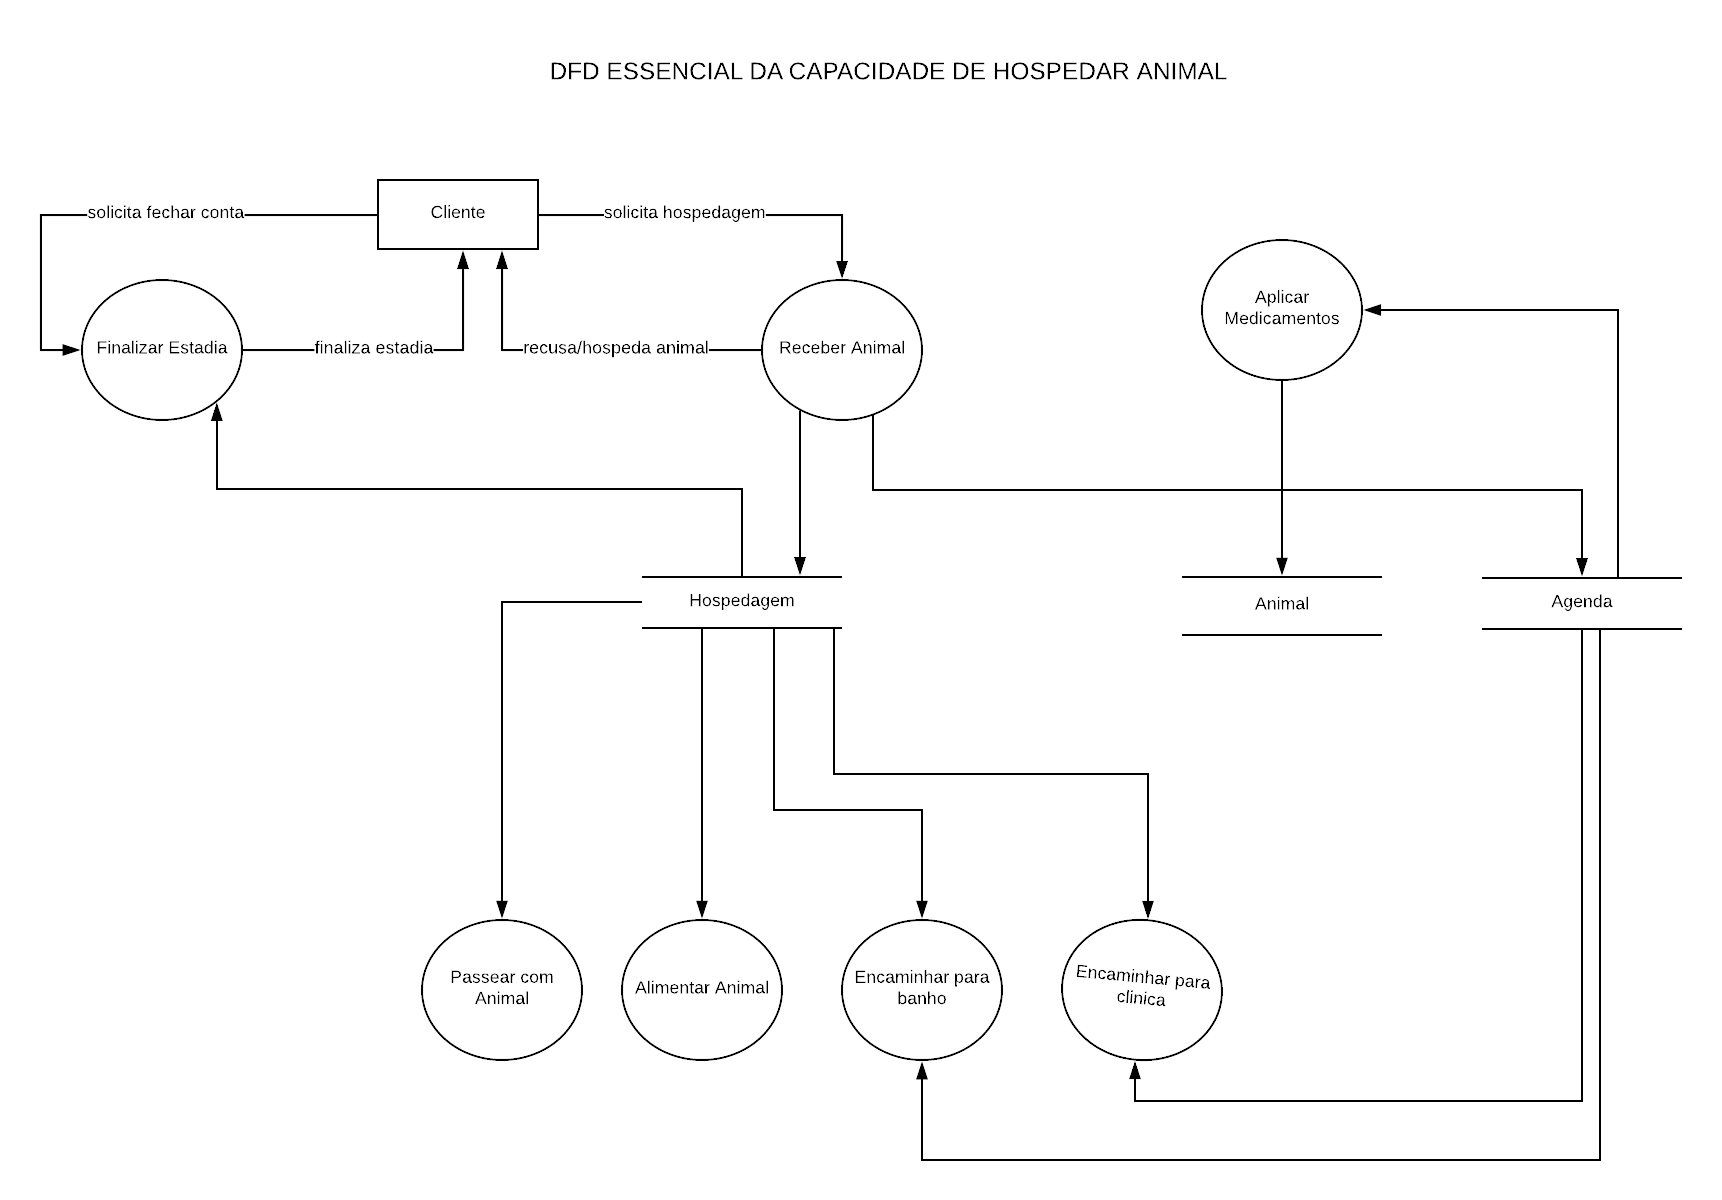 DFD ESSENCIAL DA CAPACIDADE DE HOSPEDAR ANIMAL
solicita fechar conta
Cliente
solicita hospedagem
Aplicar
Medicamentos
Finalizar Estadia
finaliza estadia
recusa/hospeda animal
Receber Animal
Hospedagem
Animal
Agenda
Passear com
Animal
Alimentar Animal
Encaminhar para
banho
Encaminhar para
clinica